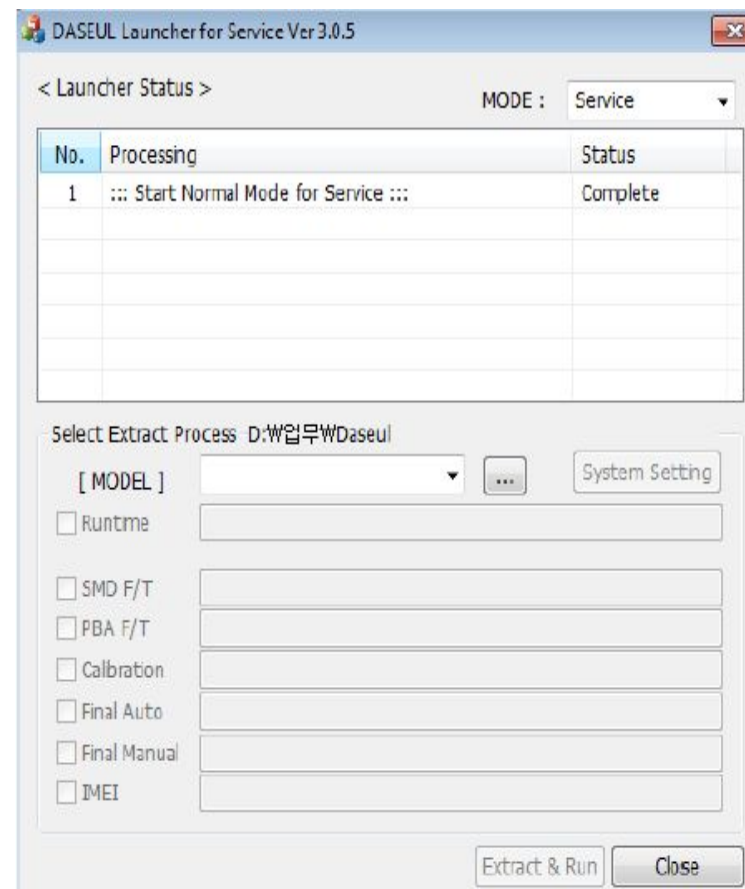 DASEUL Launcher for Service Ver 3.0.5
< Launcher Status >
MODE : Service
No. Processing Status
1 ::: Start Normal Mode for Service ::: Complete
Select Extract Process D:₩업무₩Daseul
[ MODEL ] ... System Setting
Runtime
SMD F/T
PBA F/T
Calbration
Final Auto
Final Manual
IMEI
Extract & Run Close